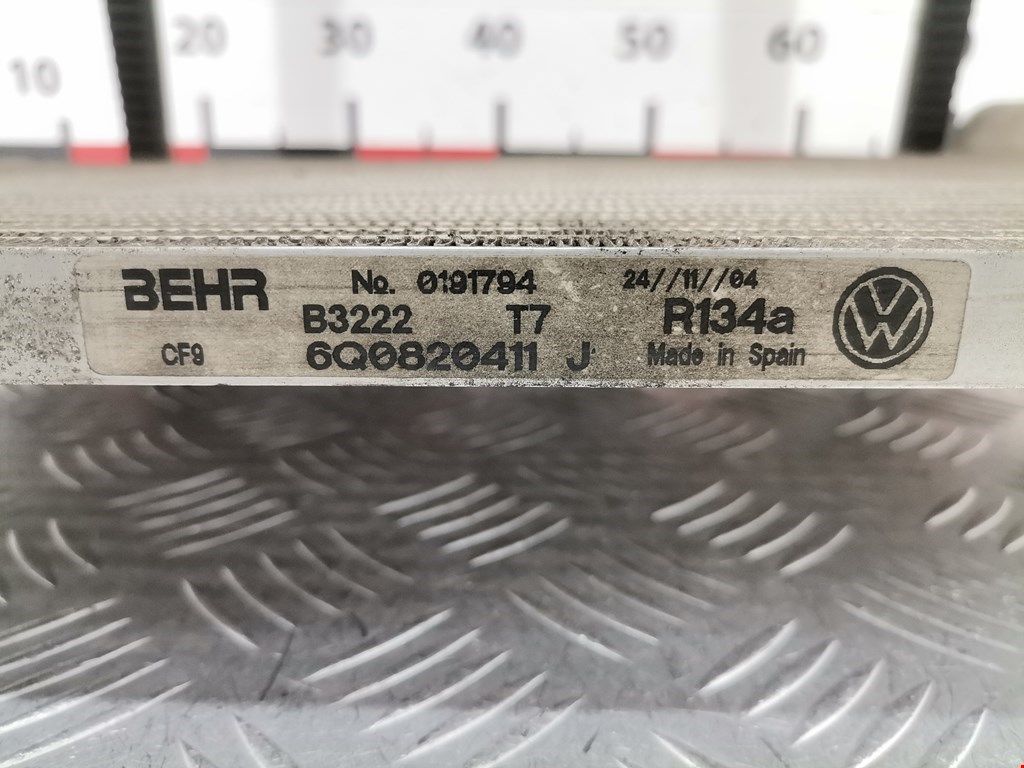 10 20 30 40 50 60
BEHR No. 0191794 24//11//04
B3222 T7 R134a
CF9 6Q0820411 J Made in Spain
VW